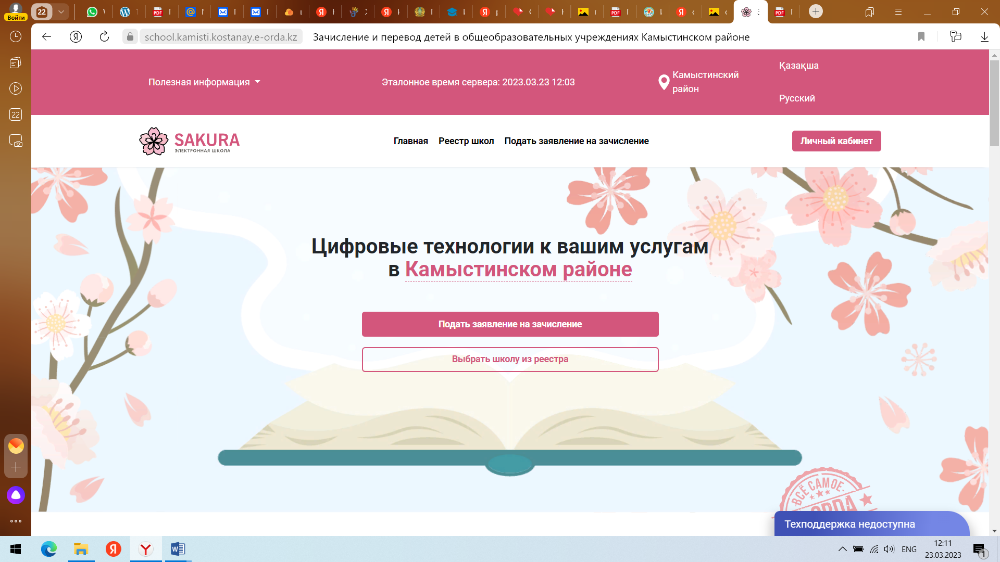 Войти
22
school.kamisti.kostanay.e-orda.kz
Зачисление и перевод детей в общеобразовательных учреждениях Камыстинском районе
22
Полезная информация
Эталонное время сервера: 2023.03.23 12:03
Камыстинский
район
Қазақша
Русский
SAKURA
ЭЛЕКТРОННАЯ ШКОЛА
Главная
Реестр школ
Подать заявление на зачисление
Личный кабинет
Цифровые технологии к вашим услугам
в Камыстинском районе
Подать заявление на зачисление
Выбрать школу из реестра
ВСЁ САМОЕ
ORDA
Техподдержка недоступна
ENG
12:11
23.03.2023
1